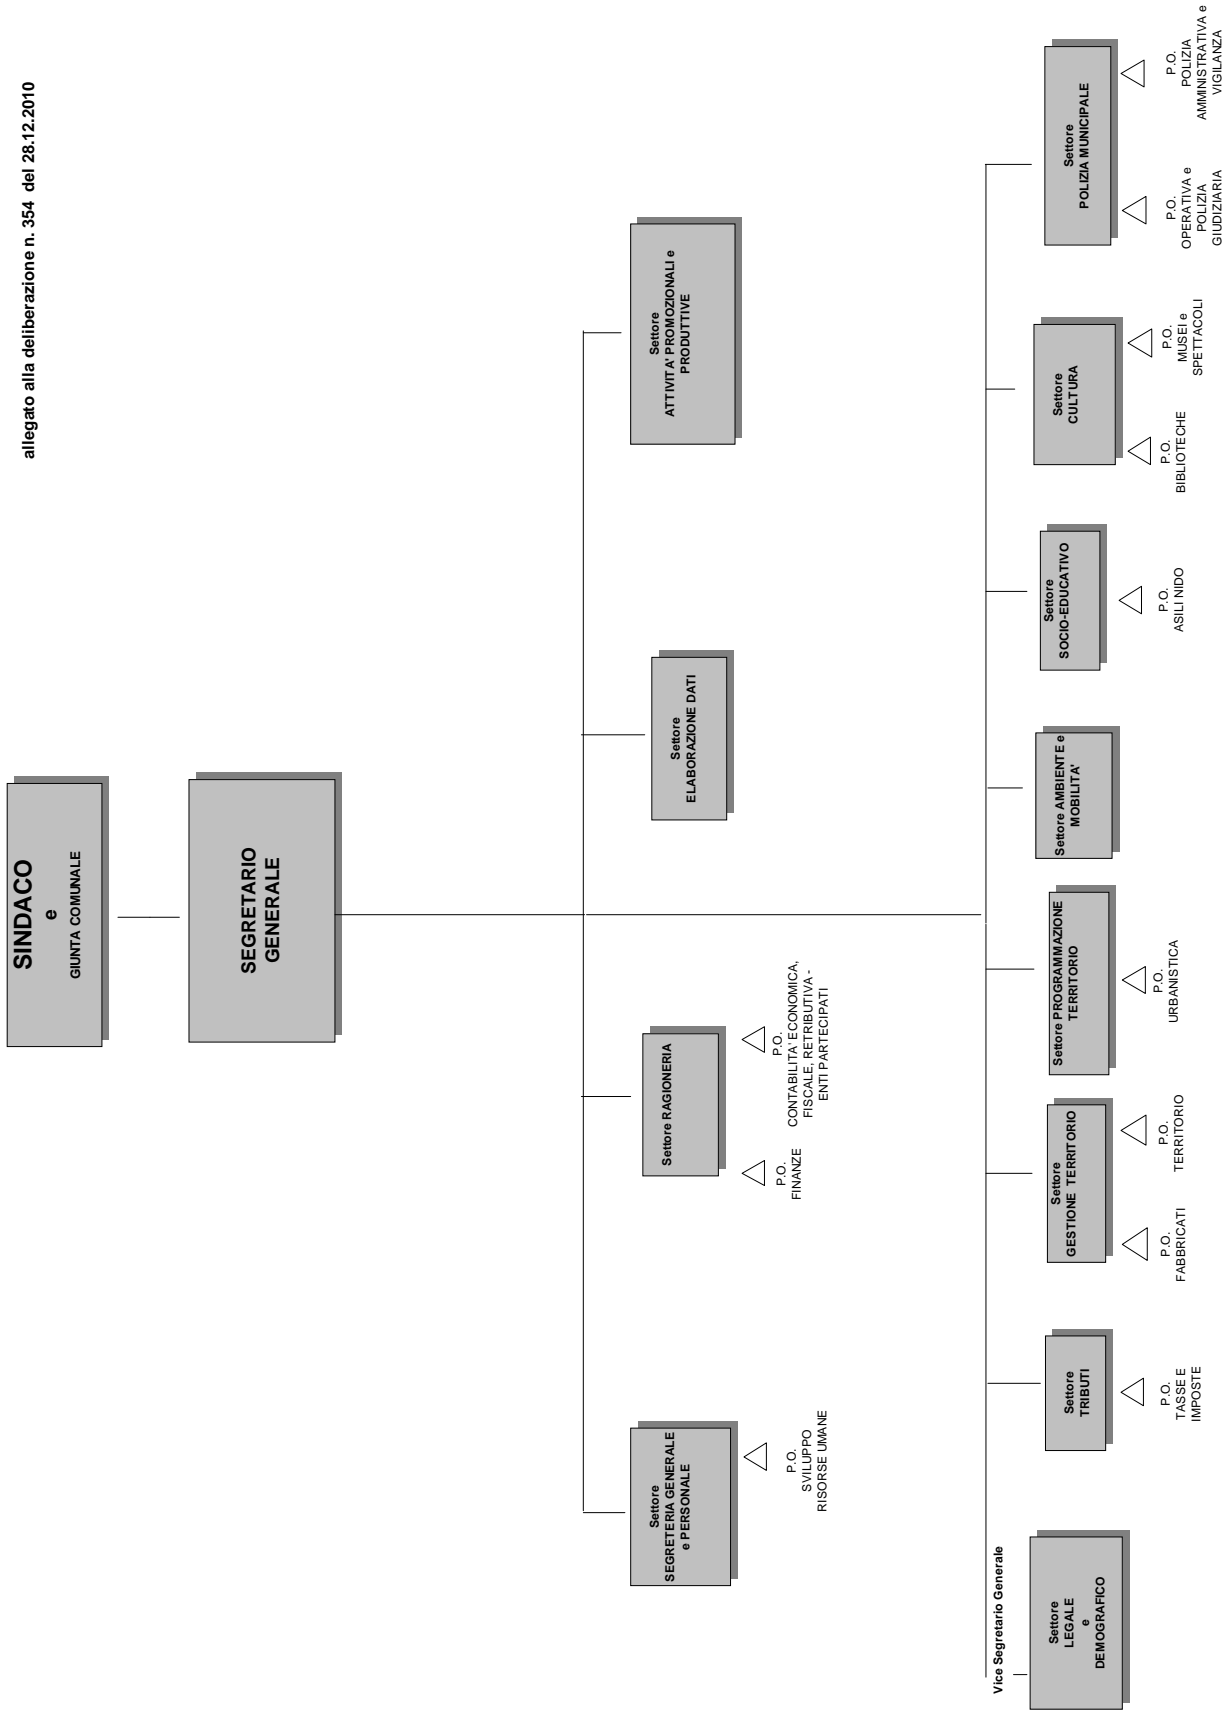 allegato alla deliberazione n. 354 del 28.12.2010
SINDACO
e
GIUNTA COMUNALE
SEGRETARIO
GENERALE
Settore
SEGRETERIA GENERALE
e PERSONALE
P.O.
SVILUPPO
RISORSE UMANE
Settore RAGIONERIA
P.O.
FINANZE
P.O.
CONTABILITA' ECONOMICA,
FISCALE, RETRIBUTIVA -
ENTI PARTECIPATI
Settore
ELABORAZIONE DATI
Settore
ATTIVITA' PROMOZIONALI e
PRODUTTIVE
Vice Segretario Generale
Settore
LEGALE
e
DEMOGRAFICO
Settore
TRIBUTI
P.O.
TASSE E
IMPOSTE
Settore
GESTIONE TERRITORIO
P.O.
FABBRICATI
P.O.
TERRITORIO
Settore PROGRAMMAZIONE
TERRITORIO
P.O.
URBANISTICA
Settore AMBIENTE e
MOBILITA'
Settore
SOCIO-EDUCATIVO
P.O.
ASILI NIDO
Settore
CULTURA
P.O.
BIBLIOTECHE
P.O.
MUSEI e
SPETTACOLI
Settore
POLIZIA MUNICIPALE
P.O.
OPERATIVA e
POLIZIA
GIUDIZIARIA
P.O.
POLIZIA
AMMINISTRATIVA e
VIGILANZA